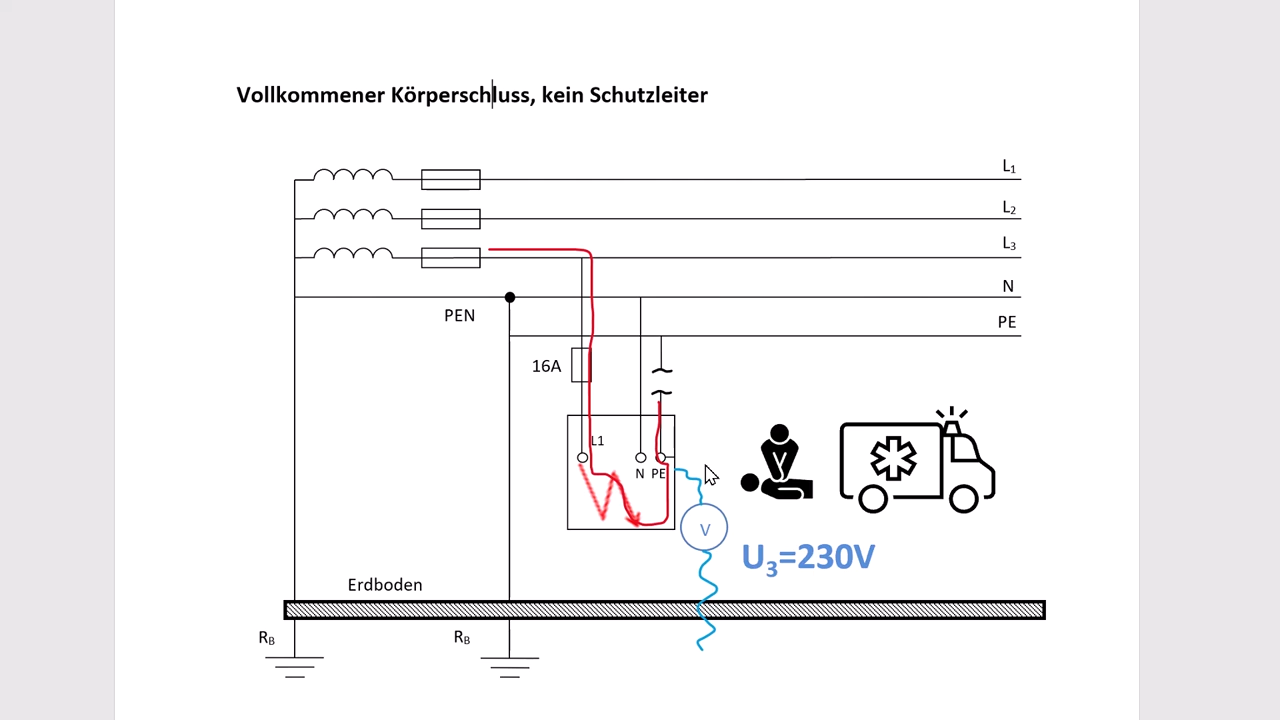 Vollkommener Körperschluss, kein Schutzleiter
L1
L2
L3
N
PEN
PE
16A
L1
N PE
V
U3=230V
Erdboden
RB
RB